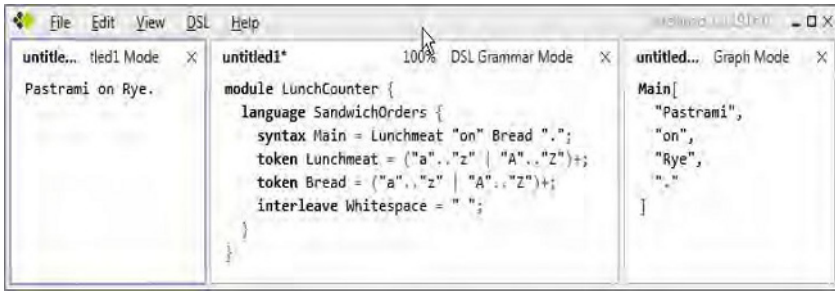 File Edit View DSL Help
untitle... tled1 Mode X
Pastrami on Rye.
untitled1* 100% DSL Grammar Mode X
module LunchCounter {
language SandwichOrders {
syntax Main = Lunchmeat "on" Bread ".";
token Lunchmeat = ("a".."z" | "A".."Z")+;
token Bread = ("a".."z" | "A".."Z")+;
interleave Whitespace = " ";
}
}
untitled... Graph Mode X
Main[
"Pastrami",
"on",
"Rye",
"."
]